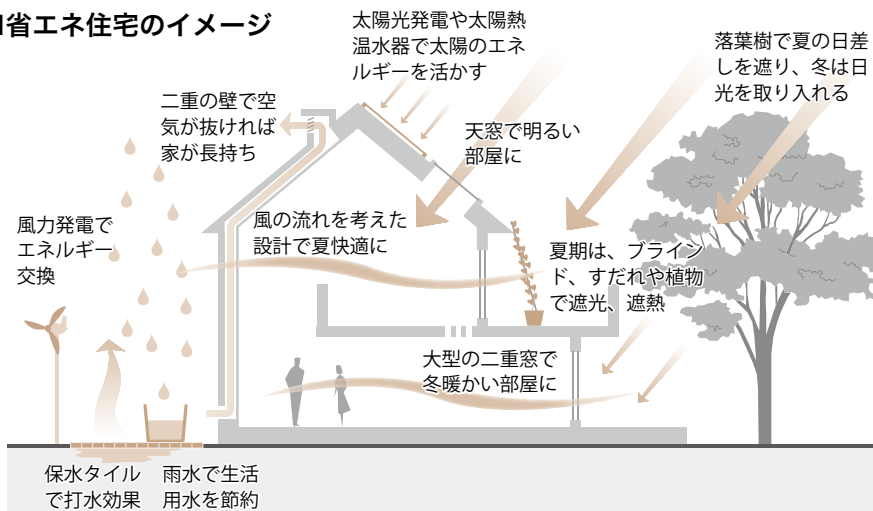 省エネ住宅のイメージ
太陽光発電や太陽熱
温水器で太陽のエネ
ルギーを活かす
落葉樹で夏の日差
しを遮り、冬は日
光を取り入れる
二重の壁で空
気が抜ければ
家が長持ち
天窓で明るい
部屋に
風力発電で
エネルギー
交換
風の流れを考えた
設計で夏快適に
夏期は、ブライン
ド、すだれや植物
で遮光、遮熱
大型の二重窓で
冬暖かい部屋に
保水タイル
で打水効果
雨水で生活
用水を節約